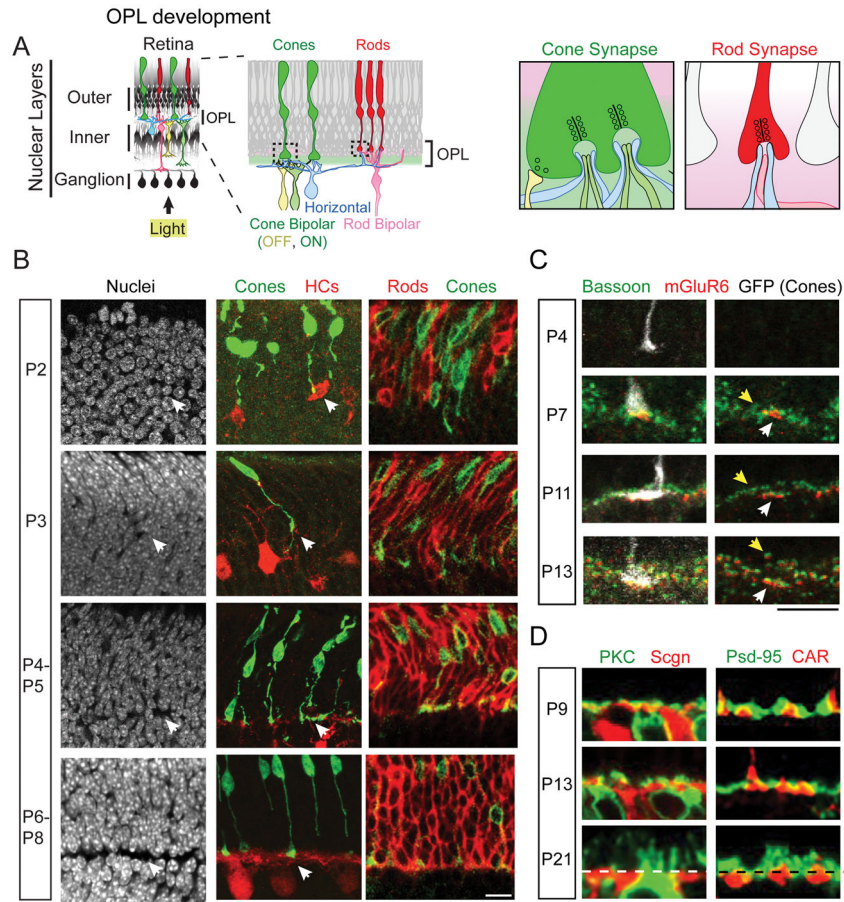 OPL development
A
Retina
Cones
Rods
Cone Synapse
Rod Synapse
Nuclear Layers
Outer
OPL
Inner
OPL
Ganglion
Horizontal
Cone Bipolar
Rod Bipolar
(OFF, ON)
Light
B
Nuclei
Cones
HCs
Rods
Cones
P2
P3
P4-
P5
P6-
P8
C
Bassoon
mGluR6
GFP (Cones)
P4
P7
P11
P13
D
PKC
Scgn
Psd-95
CAR
P9
P13
P21